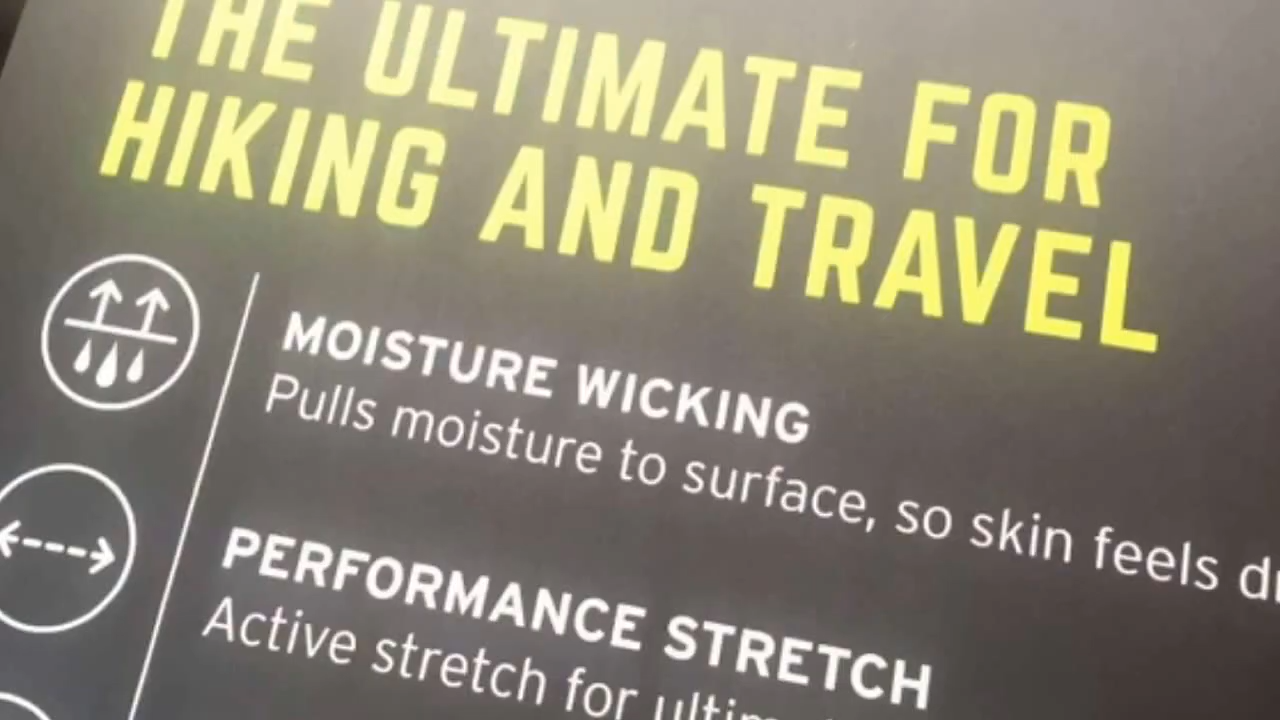 THE ULTIMATE FOR
HIKING AND TRAVEL
MOISTURE WICKING
Pulls moisture to surface, so skin feels
PERFORMANCE STRETCH
Active stretch for